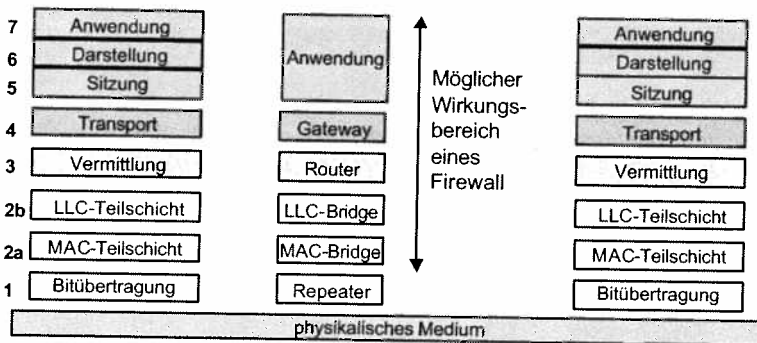 7 Anwendung Anwendung
6 Darstellung Anwendung Darstellung
5 Sitzung Sitzung
4 Transport Gateway Transport
3 Vermittlung Router Vermittlung
2b LLC-Teilschicht LLC-Bridge LLC-Teilschicht
2a MAC-Teilschicht MAC-Bridge MAC-Teilschicht
1 Bitübertragung Repeater Bitübertragung
Möglicher
Wirkungs-
bereich
eines
Firewall
physikalisches Medium